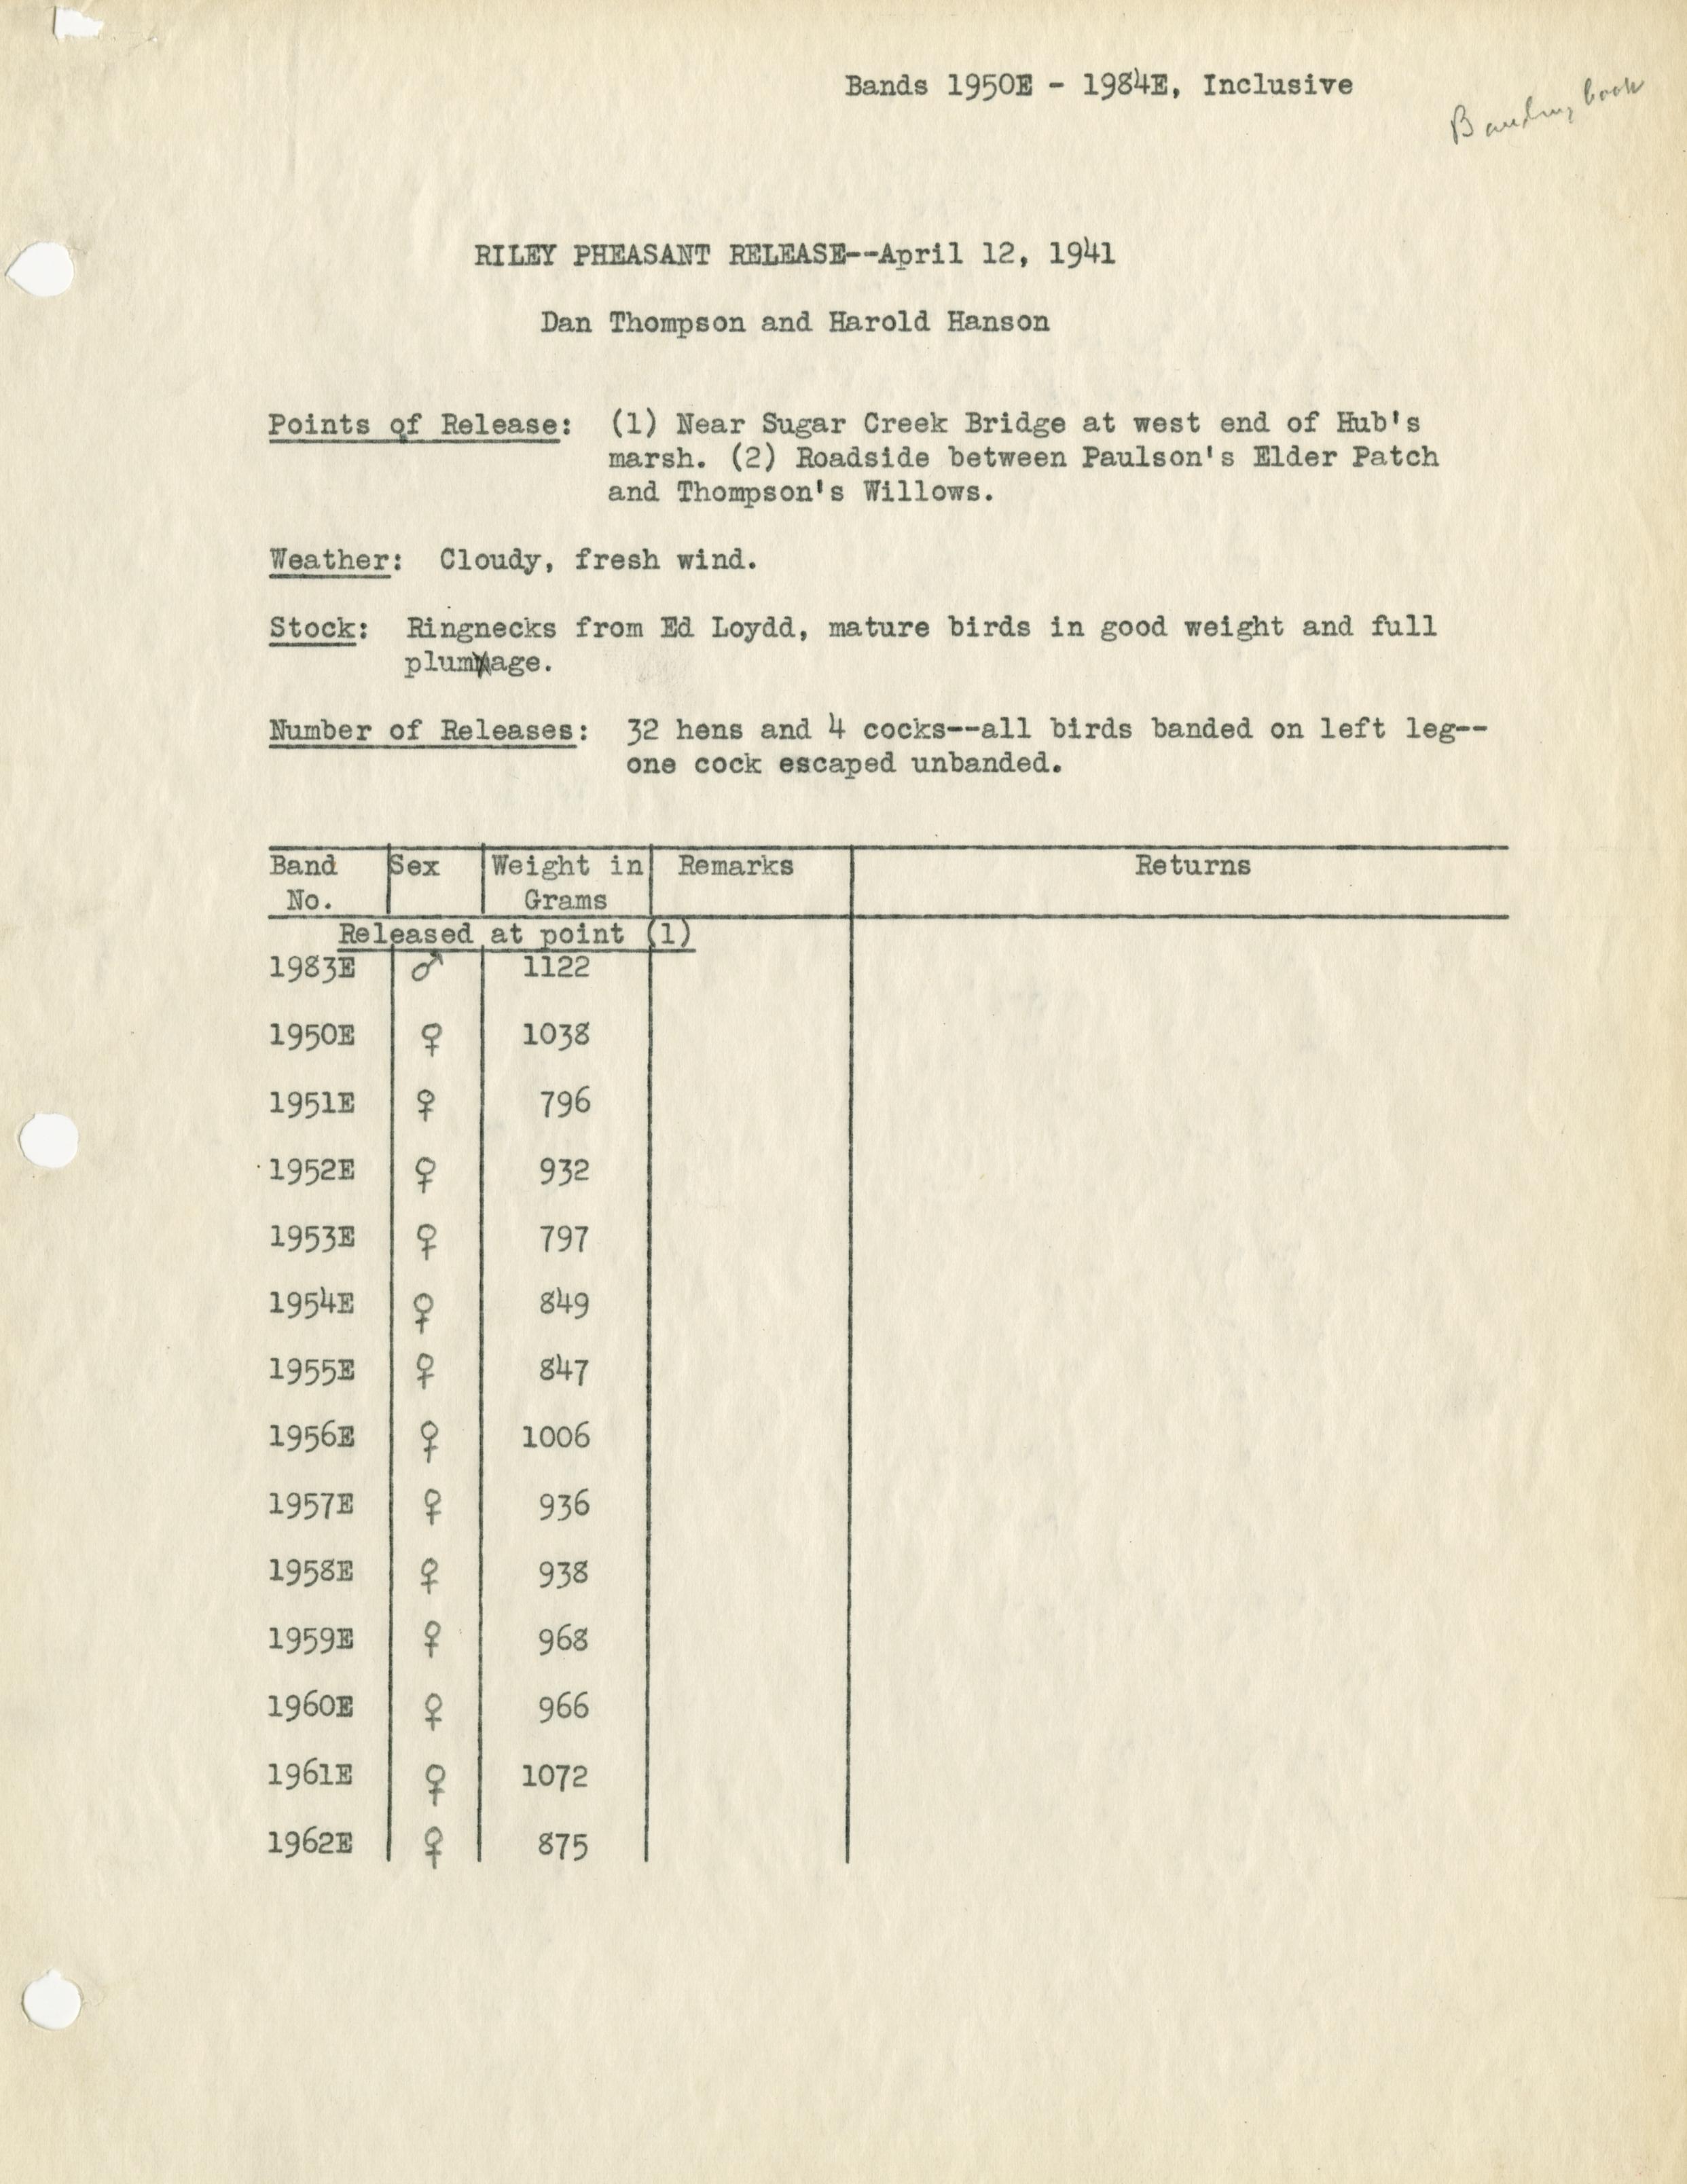 Bands 1950E - 1984E, Inclusive
Banding book
RILEY PHEASANT RELEASE--April 12, 1941
Dan Thompson and Harold Hanson
Points of Release: (1) Near Sugar Creek Bridge at west end of Hub's
marsh. (2) Roadside between Paulson's Elder Patch
and Thompson's Willows.
Weather: Cloudy, fresh wind.
Stock: Ringnecks from Ed Loydd, mature birds in good weight and full
plumage.
Number of Releases: 32 hens and 4 cocks--all birds banded on left leg--
one cock escaped unbanded.
Band Sex Weight in Remarks Returns
No. Grams
Released at point (1)
1983E ♂ 1122
1950E ♀ 1038
1951E ♀ 796
1952E ♀ 932
1953E ♀ 797
1954E ♀ 849
1955E ♀ 847
1956E ♀ 1006
1957E ♀ 936
1958E ♀ 938
1959E ♀ 968
1960E ♀ 966
1961E ♀ 1072
1962E ♀ 875